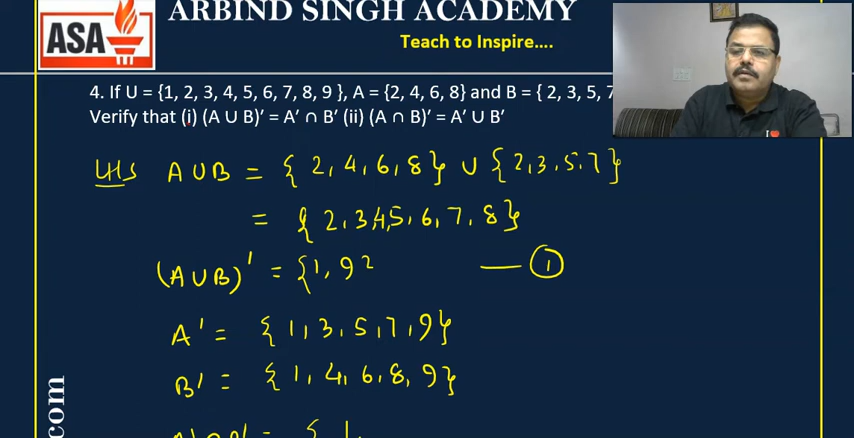 ARBIND SINGH ACADEMY
ASA
Teach to Inspire....
4. If U = {1, 2, 3, 4, 5, 6, 7, 8, 9 }, A = {2, 4, 6, 8} and B = { 2, 3, 5, 7
Verify that (i) (A ∪ B)’ = A’ ∩ B’ (ii) (A ∩ B)’ = A’ ∪ B’
LHS A∪B = {2, 4, 6, 8} ∪ {2, 3, 5, 7}
= {2, 3, 4, 5, 6, 7, 8}
(A∪B)' = {1, 9} — ①
A' = {1, 3, 5, 7, 9}
B' = {1, 4, 6, 8, 9}
A'∩B' = { 1,
com